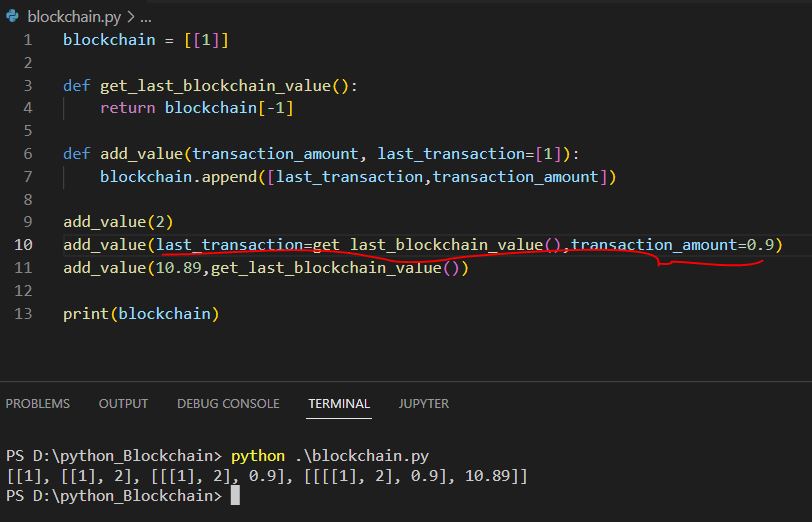 blockchain.py > ...
1 blockchain = [[1]]
2
3 def get_last_blockchain_value():
4     return blockchain[-1]
5
6 def add_value(transaction_amount, last_transaction=[1]):
7     blockchain.append([last_transaction,transaction_amount])
8
9 add_value(2)
10 add_value(last_transaction=get_last_blockchain_value(),transaction_amount=0.9)
11 add_value(10.89,get_last_blockchain_value())
12
13 print(blockchain)
PROBLEMS OUTPUT DEBUG CONSOLE TERMINAL JUPYTER
PS D:\python_Blockchain> python .\blockchain.py
[[1], [[1], 2], [[[1], 2], 0.9], [[[[1], 2], 0.9], 10.89]]
PS D:\python_Blockchain>